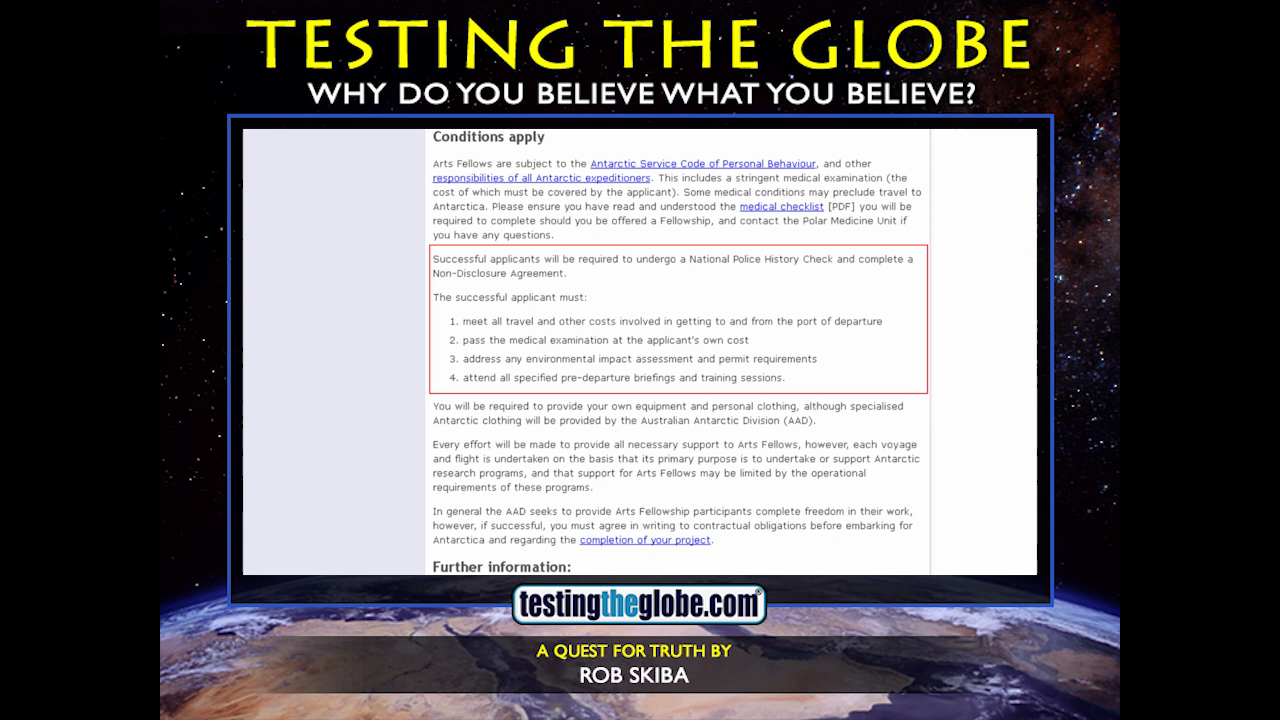 TESTING THE GLOBE
WHY DO YOU BELIEVE WHAT YOU BELIEVE?
Conditions apply
Arts Fellows are subject to the Antarctic Service Code of Personal Behaviour, and other
responsibilities of all Antarctic expeditioners. This includes a stringent medical examination (the
cost of which must be covered by the applicant). Some medical conditions may preclude travel to
Antarctica. Please ensure you have read and understood the medical checklist [PDF] you will be
required to complete should you be offered a Fellowship, and contact the Polar Medicine Unit if
you have any questions.
Successful applicants will be required to undergo a National Police History Check and complete a
Non-Disclosure Agreement.
The successful applicant must:
1. meet all travel and other costs involved in getting to and from the port of departure
2. pass the medical examination at the applicant's own cost
3. address any environmental impact assessment and permit requirements
4. attend all specified pre-departure briefings and training sessions.
You will be required to provide your own equipment and personal clothing, although specialised
Antarctic clothing will be provided by the Australian Antarctic Division (AAD).
Every effort will be made to provide all necessary support to Arts Fellows, however, each voyage
and flight is undertaken on the basis that its primary purpose is to undertake or support Antarctic
research programs, and that support for Arts Fellows may be limited by the operational
requirements of these programs.
In general the AAD seeks to provide Arts Fellowship participants complete freedom in their work,
however, if successful, you must agree in writing to contractual obligations before embarking for
Antarctica and regarding the completion of your project.
Further information:
testingtheglobe.com®
A QUEST FOR TRUTH BY
ROB SKIBA